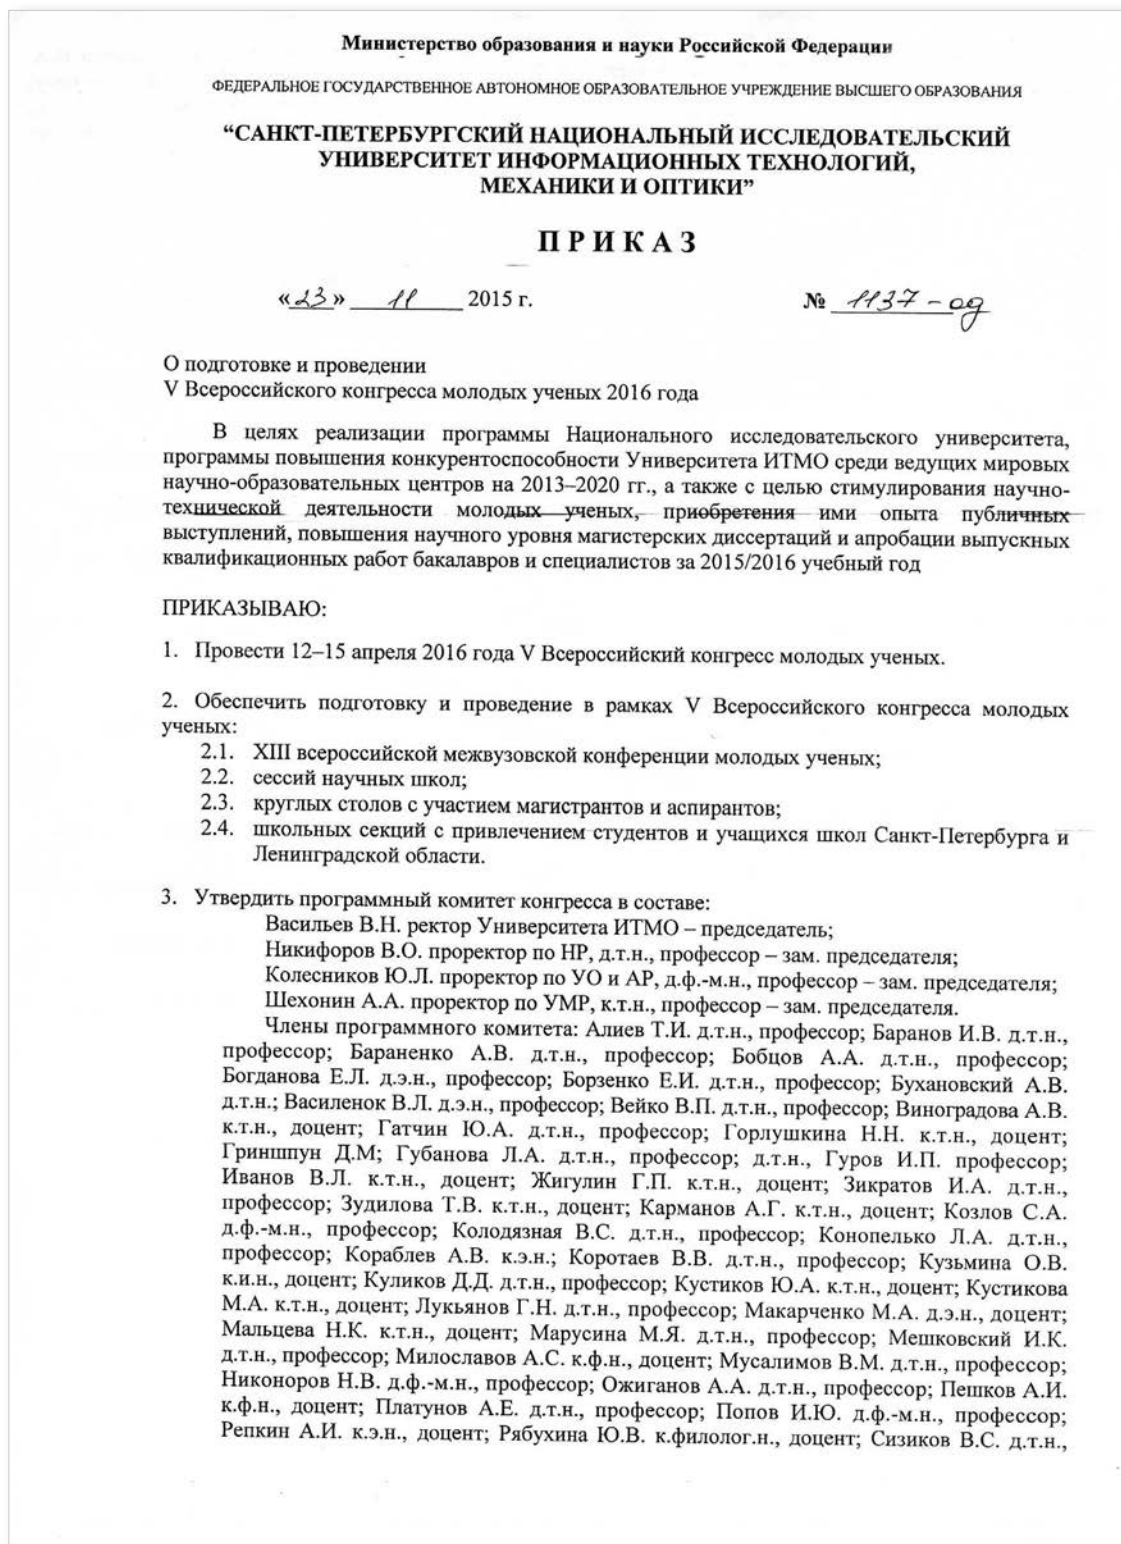 Министерство образования и науки Российской Федерации
ФЕДЕРАЛЬНОЕ ГОСУДАРСТВЕННОЕ АВТОНОМНОЕ ОБРАЗОВАТЕЛЬНОЕ УЧРЕЖДЕНИЕ ВЫСШЕГО ОБРАЗОВАНИЯ
“САНКТ-ПЕТЕРБУРГСКИЙ НАЦИОНАЛЬНЫЙ ИССЛЕДОВАТЕЛЬСКИЙ
УНИВЕРСИТЕТ ИНФОРМАЦИОННЫХ ТЕХНОЛОГИЙ,
МЕХАНИКИ И ОПТИКИ”
П Р И К А З
«23» 11 2015 г. № 1137-од
О подготовке и проведении
V Всероссийского конгресса молодых ученых 2016 года
В целях реализации программы Национального исследовательского университета,
программы повышения конкурентоспособности Университета ИТМО среди ведущих мировых
научно-образовательных центров на 2013–2020 гг., а также с целью стимулирования научно-
технической деятельности молодых ученых, приобретения ими опыта публичных
выступлений, повышения научного уровня магистерских диссертаций и апробации выпускных
квалификационных работ бакалавров и специалистов за 2015/2016 учебный год
ПРИКАЗЫВАЮ:
1. Провести 12–15 апреля 2016 года V Всероссийский конгресс молодых ученых.
2. Обеспечить подготовку и проведение в рамках V Всероссийского конгресса молодых
ученых:
2.1. XIII всероссийской межвузовской конференции молодых ученых;
2.2. сессий научных школ;
2.3. круглых столов с участием магистрантов и аспирантов;
2.4. школьных секций с привлечением студентов и учащихся школ Санкт-Петербурга и
Ленинградской области.
3. Утвердить программный комитет конгресса в составе:
Васильев В.Н. ректор Университета ИТМО – председатель;
Никифоров В.О. проректор по НР, д.т.н., профессор – зам. председателя;
Колесников Ю.Л. проректор по УО и АР, д.ф.-м.н., профессор – зам. председателя;
Шехонин А.А. проректор по УМР, к.т.н., профессор – зам. председателя.
Члены программного комитета: Алиев Т.И. д.т.н., профессор; Баранов И.В. д.т.н.,
профессор; Бараненко А.В. д.т.н., профессор; Бобцов А.А. д.т.н., профессор;
Богданова Е.Л. д.э.н., профессор; Борзенко Е.И. д.т.н., профессор; Бухановский А.В.
д.т.н.; Василенок В.Л. д.э.н., профессор; Вейко В.П. д.т.н., профессор; Виноградова А.В.
к.т.н., доцент; Гатчин Ю.А. д.т.н., профессор; Горлушкина Н.Н. к.т.н., доцент;
Гриншпун Д.М; Губанова Л.А. д.т.н., профессор; д.т.н., Гуров И.П. профессор;
Иванов В.Л. к.т.н., доцент; Жигулин Г.П. к.т.н., доцент; Зикратов И.А. д.т.н.,
профессор; Зудилова Т.В. к.т.н., доцент; Карманов А.Г. к.т.н., доцент; Козлов С.А.
д.ф.-м.н., профессор; Колодязная В.С. д.т.н., профессор; Конопелько Л.А. д.т.н.,
профессор; Кораблев А.В. к.э.н.; Коротаев В.В. д.т.н., профессор; Кузьмина О.В.
к.и.н., доцент; Куликов Д.Д. д.т.н., профессор; Кустиков Ю.А. к.т.н., доцент; Кустикова
М.А. к.т.н., доцент; Лукьянов Г.Н. д.т.н., профессор; Макарченко М.А. д.э.н., доцент;
Мальцева Н.К. к.т.н., доцент; Марусина М.Я. д.т.н., профессор; Мешковский И.К.
д.т.н., профессор; Милославов А.С. к.ф.н., доцент; Мусалимов В.М. д.т.н., профессор;
Никоноров Н.В. д.ф.-м.н., профессор; Ожиганов А.А. д.т.н., профессор; Пешков А.И.
к.ф.н., доцент; Платунов А.Е. д.т.н., профессор; Попов И.Ю. д.ф.-м.н., профессор;
Репкин А.И. к.э.н., доцент; Рябухина Ю.В. к.филолог.н., доцент; Сизиков В.С. д.т.н.,